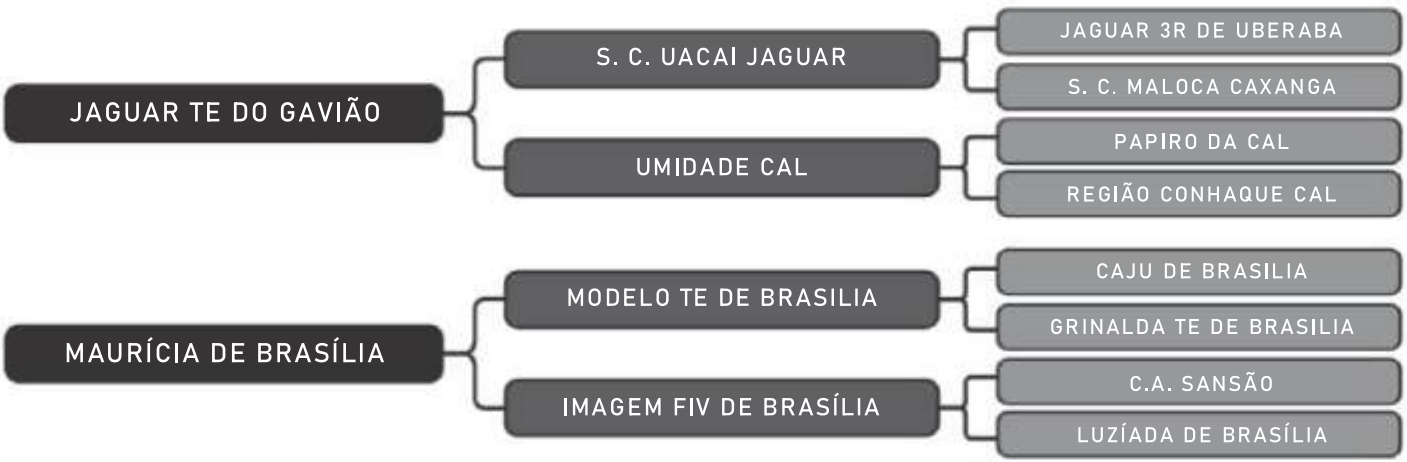 JAGUAR TE DO GAVIÃO
S. C. UACAI JAGUAR
JAGUAR 3R DE UBERABA
S. C. MALOCA CAXANGA
UMIDADE CAL
PAPIRO DA CAL
REGIÃO CONHAQUE CAL
MAURÍCIA DE BRASÍLIA
MODELO TE DE BRASILIA
CAJU DE BRASILIA
GRINALDA TE DE BRASILIA
IMAGEM FIV DE BRASÍLIA
C.A. SANSÃO
LUZÍADA DE BRASÍLIA